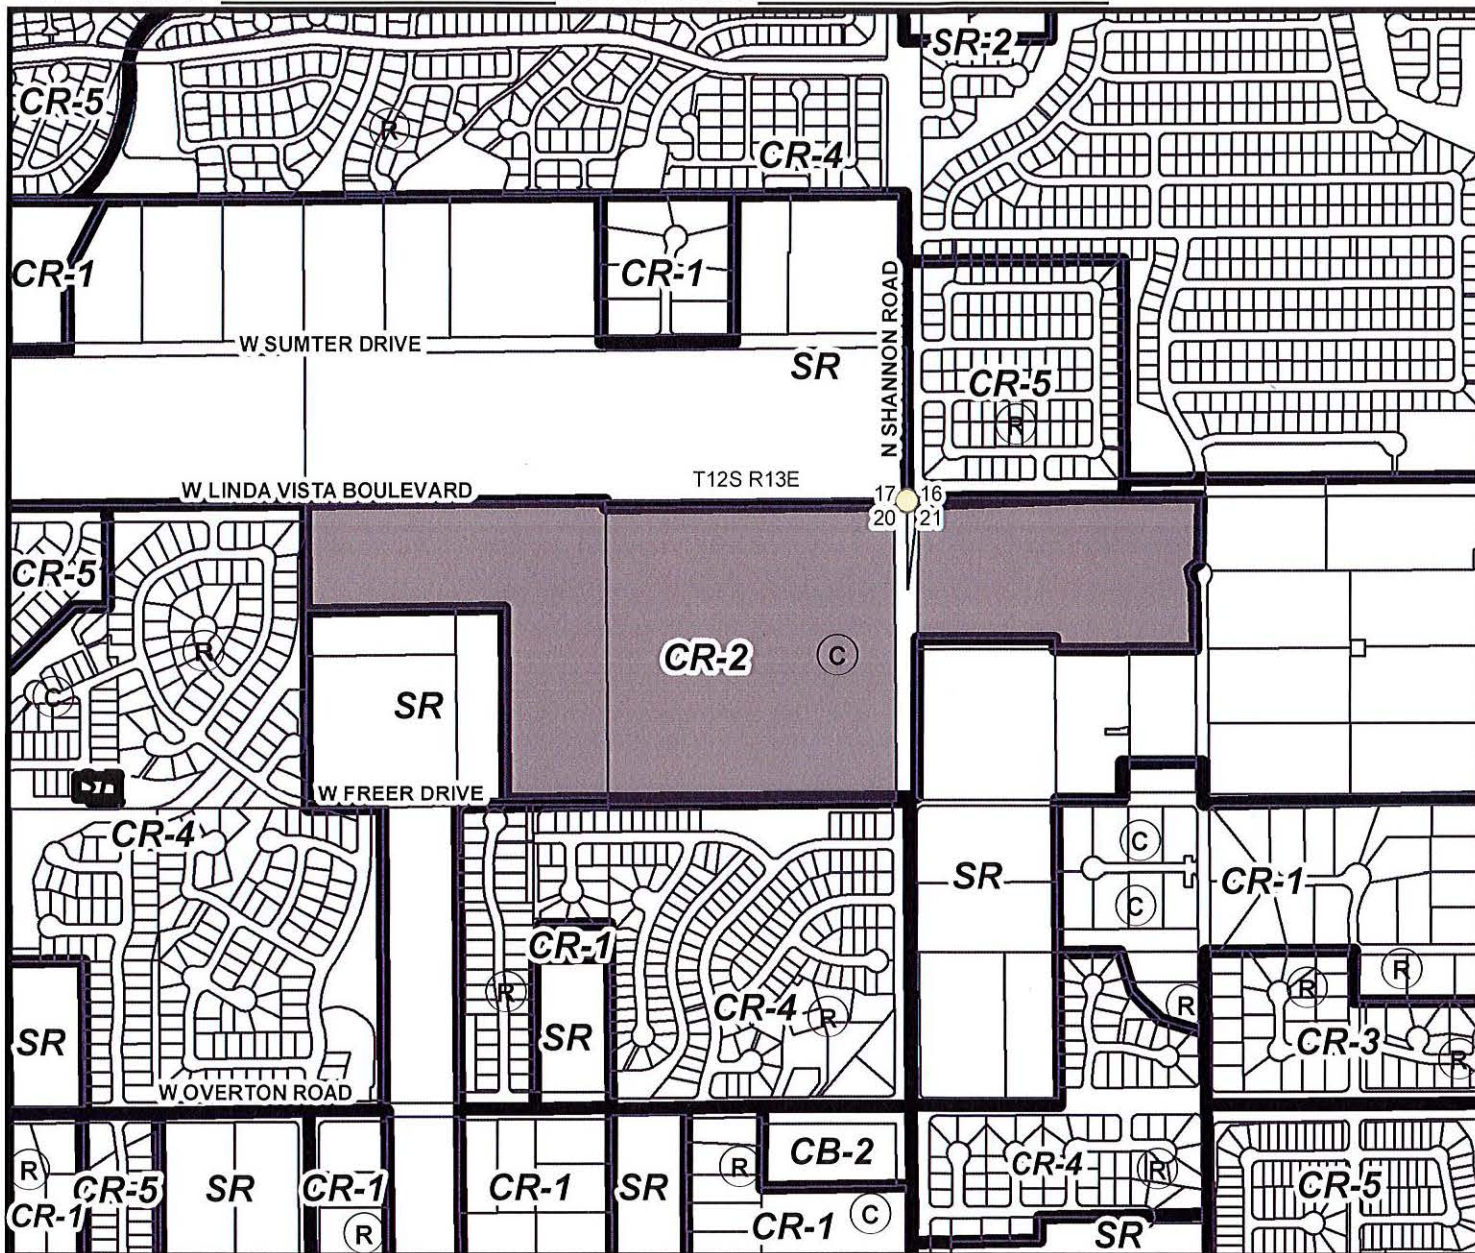 SR-2
CR-5
R
CR-4
CR-1
CR-1
N SHANNON ROAD
W SUMTER DRIVE
SR
CR-5
R
T12S R13E
W LINDA VISTA BOULEVARD
17 16
20 21
CR-5
R
CR-2
C
C
SR
W FREER DRIVE
CR-4
C
SR
CR-1
C
CR-1
R
R
R
R
CR-4
R
SR
SR
CR-3
R
W OVERTON ROAD
R
CR-5
SR
CR-1
CR-1
SR
R
CB-2
CR-4
R
CR-5
CR-1
R
CR-1
C
SR